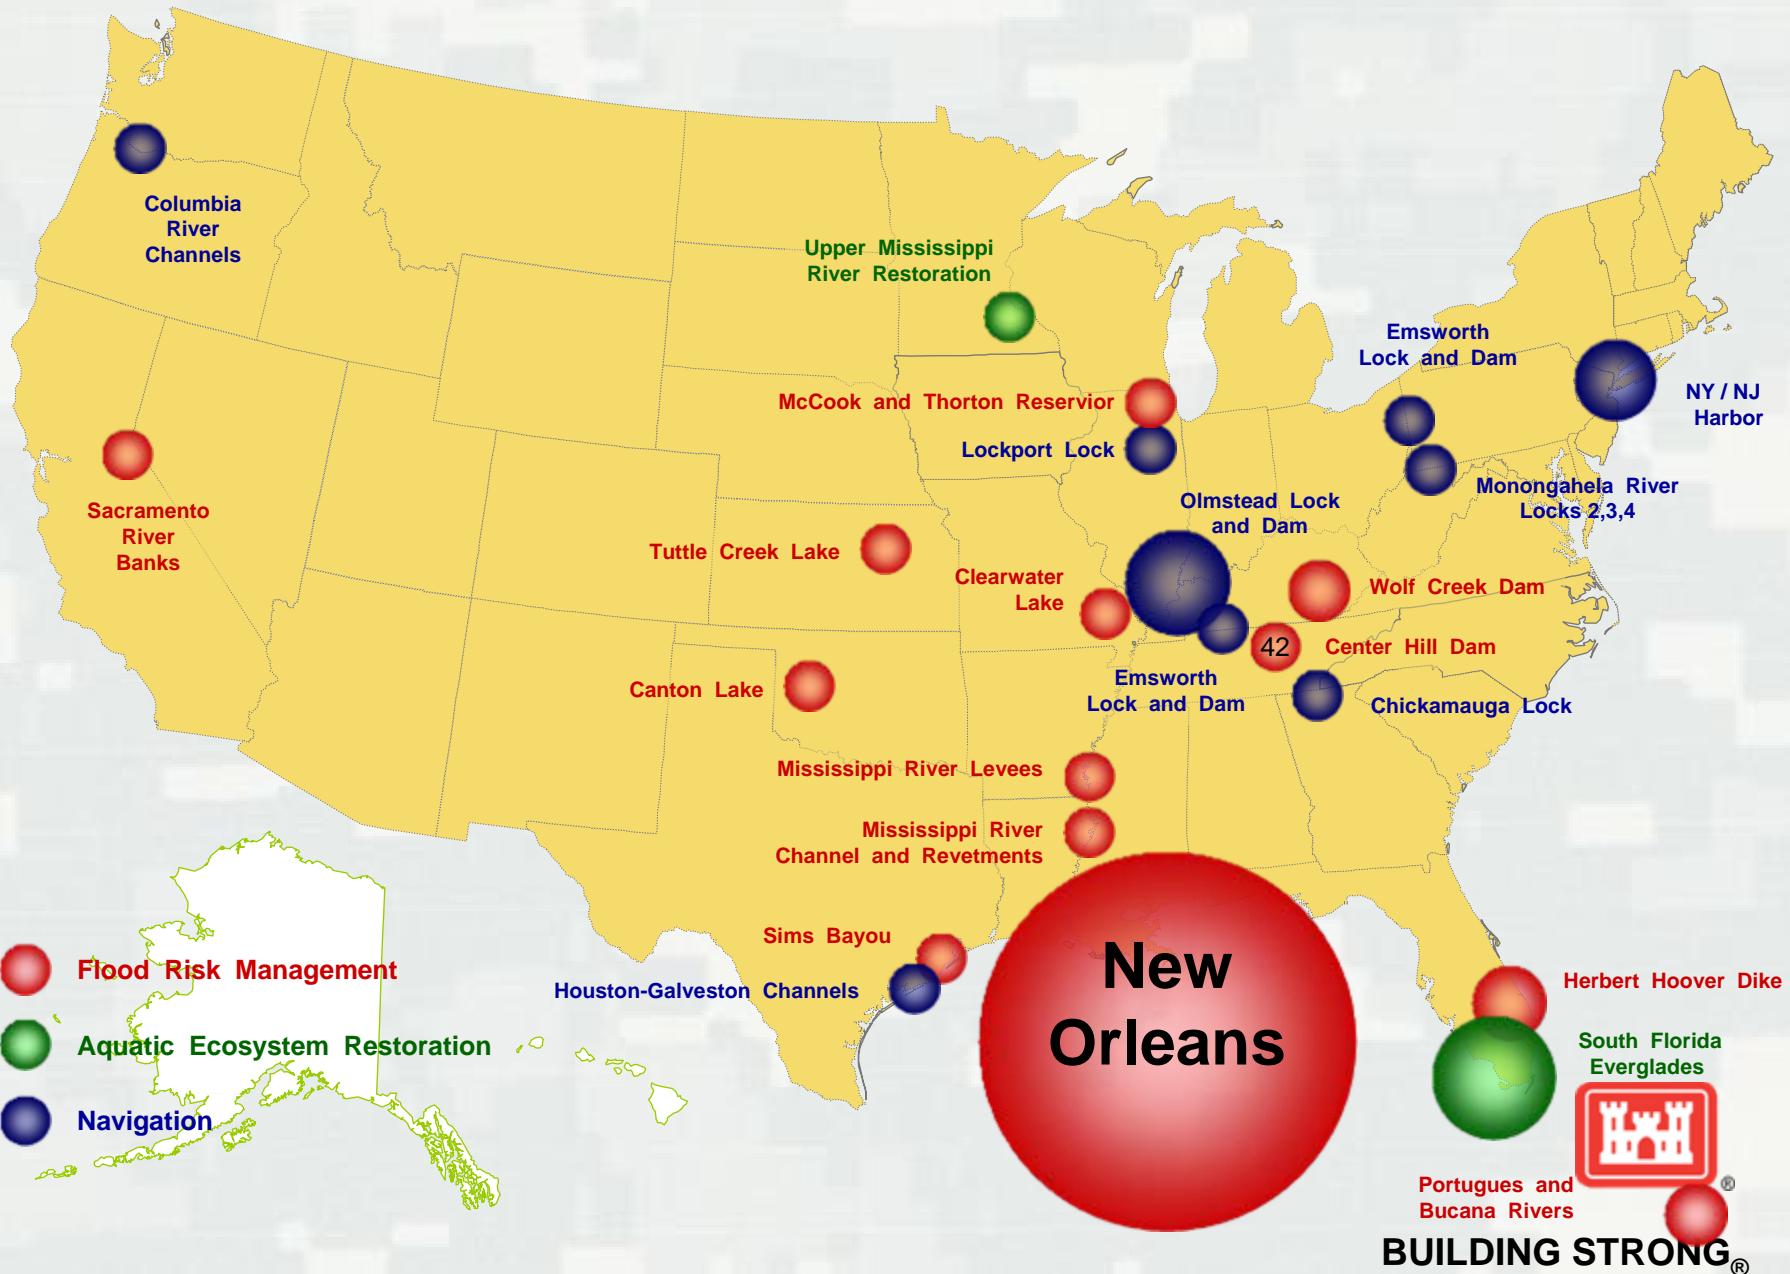 Columbia
River
Channels
Upper Mississippi
River Restoration
Emsworth
Lock and Dam
NY / NJ
Harbor
McCook and Thorton Reservior
Lockport Lock
Monongahela River
Locks 2,3,4
Olmstead Lock
and Dam
Sacramento
River
Banks
Tuttle Creek Lake
Clearwater
Lake
Wolf Creek Dam
42
Center Hill Dam
Canton Lake
Emsworth
Lock and Dam
Chickamauga Lock
Mississippi River Levees
Mississippi River
Channel and Revetments
Sims Bayou
Houston-Galveston Channels
New
Orleans
Herbert Hoover Dike
South Florida
Everglades
Flood Risk Management
Aquatic Ecosystem Restoration
Navigation
Portugues and
Bucana Rivers
®
BUILDING STRONG®